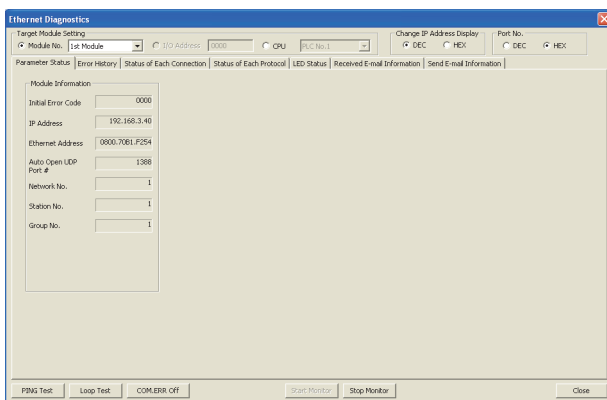 Ethernet Diagnostics
Target Module Setting
Change IP Address Display
Port No.
Module No. 1st Module I/O Address 0000 CPU PLC No.1
DEC HEX
DEC HEX
Parameter Status Error History Status of Each Connection Status of Each Protocol LED Status Received E-mail Information Send E-mail Information
Module Information
Initial Error Code 0000
IP Address 192.168.3.40
Ethernet Address 0800.70B1.F254
Auto Open UDP
Port # 1388
Network No. 1
Station No. 1
Group No. 1
PING Test Loop Test COM.ERR Off Start Monitor Stop Monitor Close